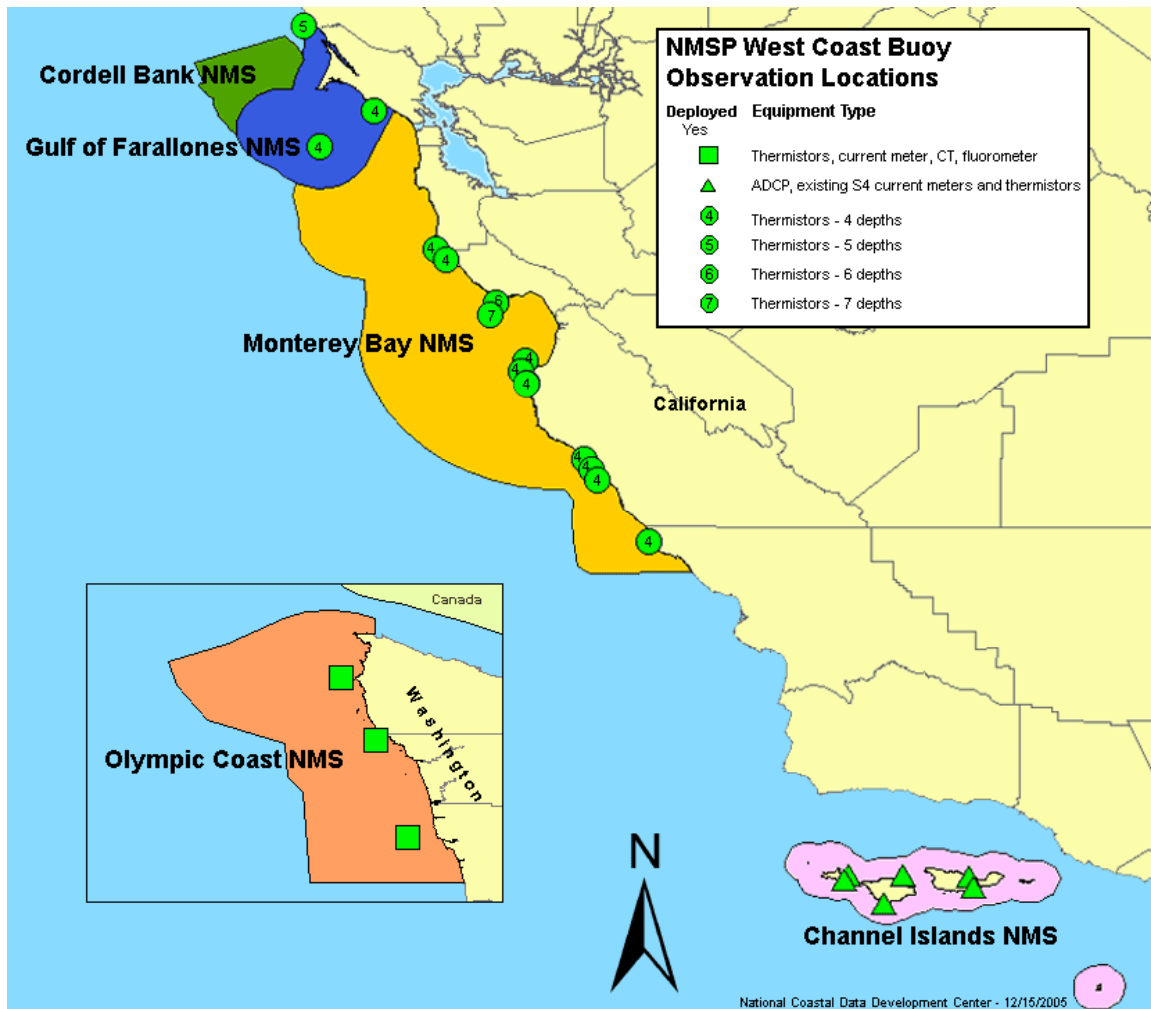 NMSP West Coast Buoy
Observation Locations
Deployed Equipment Type
Yes
Thermistors, current meter, CT, fluorometer
ADCP, existing S4 current meters and thermistors
4 Thermistors - 4 depths
5 Thermistors - 5 depths
6 Thermistors - 6 depths
7 Thermistors - 7 depths
5
Cordell Bank NMS
4
Gulf of Farallones NMS
4
4
4
6
7
Monterey Bay NMS
4
4
4
California
4
4
4
4
Canada
Washington
Olympic Coast NMS
N
Channel Islands NMS
National Coastal Data Development Center - 12/15/2005